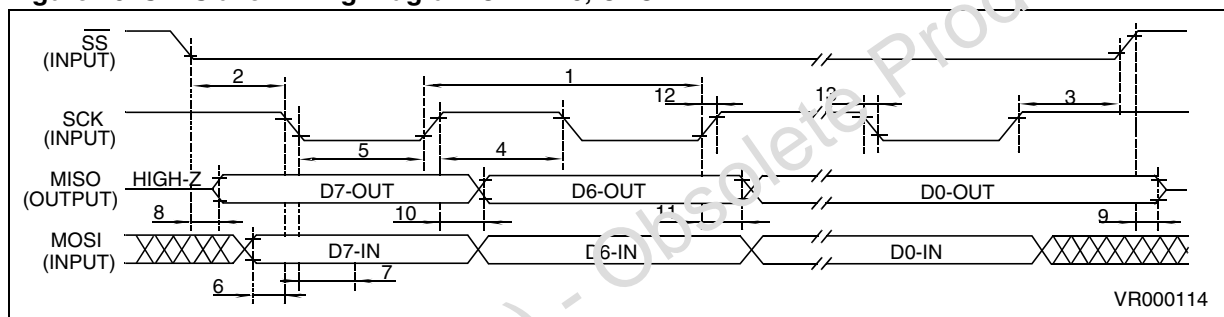 SS
(INPUT)
2
1
12
13
3
SCK
(INPUT)
5
4
MISO
(OUTPUT)
HIGH-Z
D7-OUT
D6-OUT
D0-OUT
8
10
11
9
MOSI
(INPUT)
D7-IN
D6-IN
D0-IN
6
7
VR000114
- Obsolete